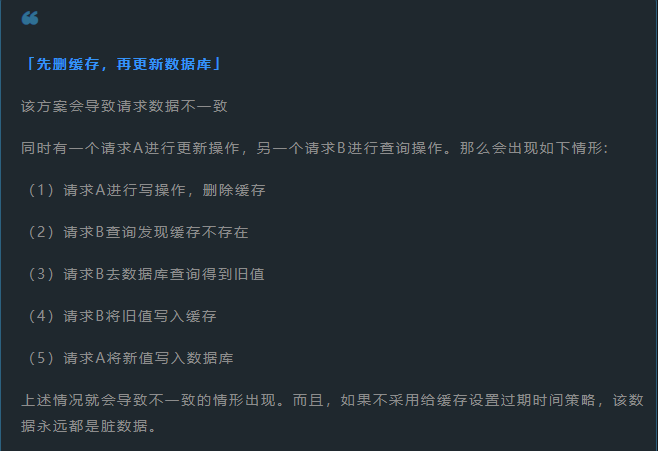 ❝
「先删缓存，再更新数据库」
该方案会导致请求数据不一致
同时有一个请求A进行更新操作，另一个请求B进行查询操作。那么会出现如下情形:
（1）请求A进行写操作，删除缓存
（2）请求B查询发现缓存不存在
（3）请求B去数据库查询得到旧值
（4）请求B将旧值写入缓存
（5）请求A将新值写入数据库
上述情况就会导致不一致的情形出现。而且，如果不采用给缓存设置过期时间策略，该数
据永远都是脏数据。